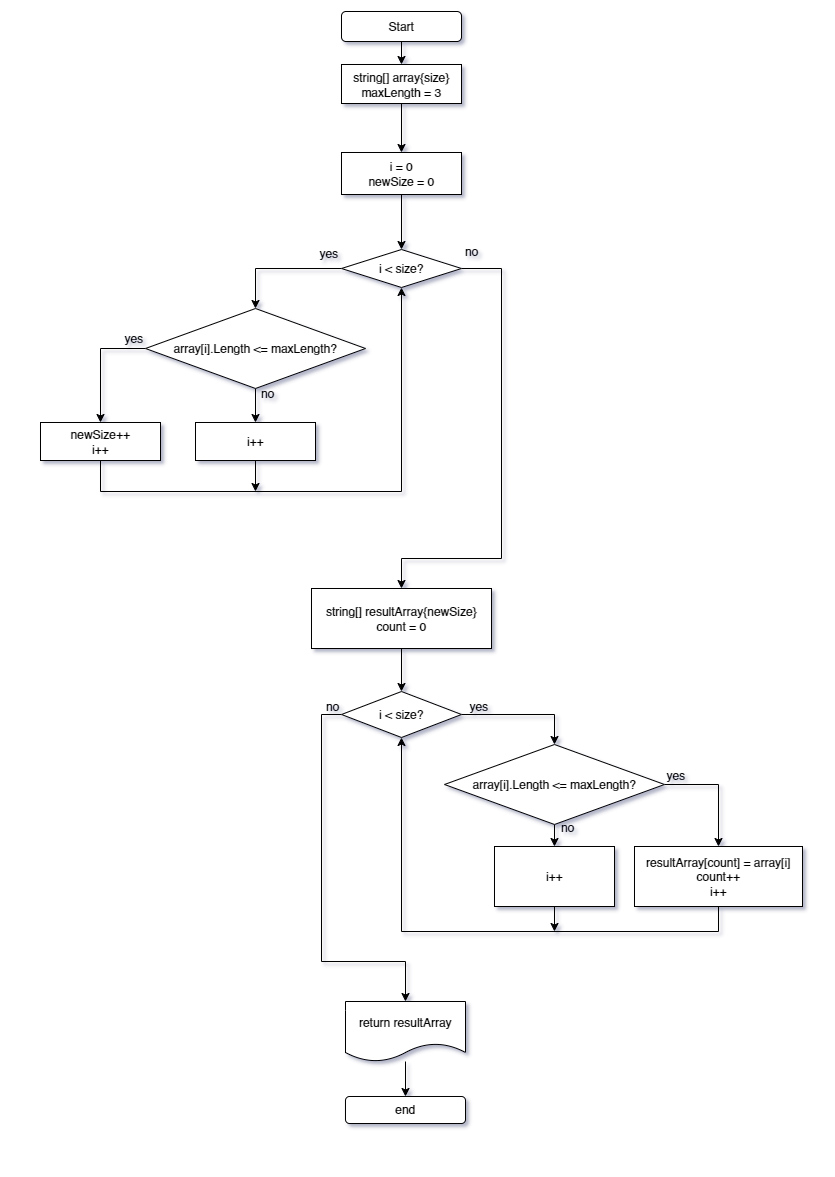 Start
string[] array{size}
maxLength = 3
i = 0
newSize = 0
yes
no
i < size?
yes
array[i].Length <= maxLength?
no
newSize++
i++
i++
string[] resultArray{newSize}
count = 0
no
yes
i < size?
array[i].Length <= maxLength?
yes
no
i++
resultArray[count] = array[i]
count++
i++
return resultArray
end